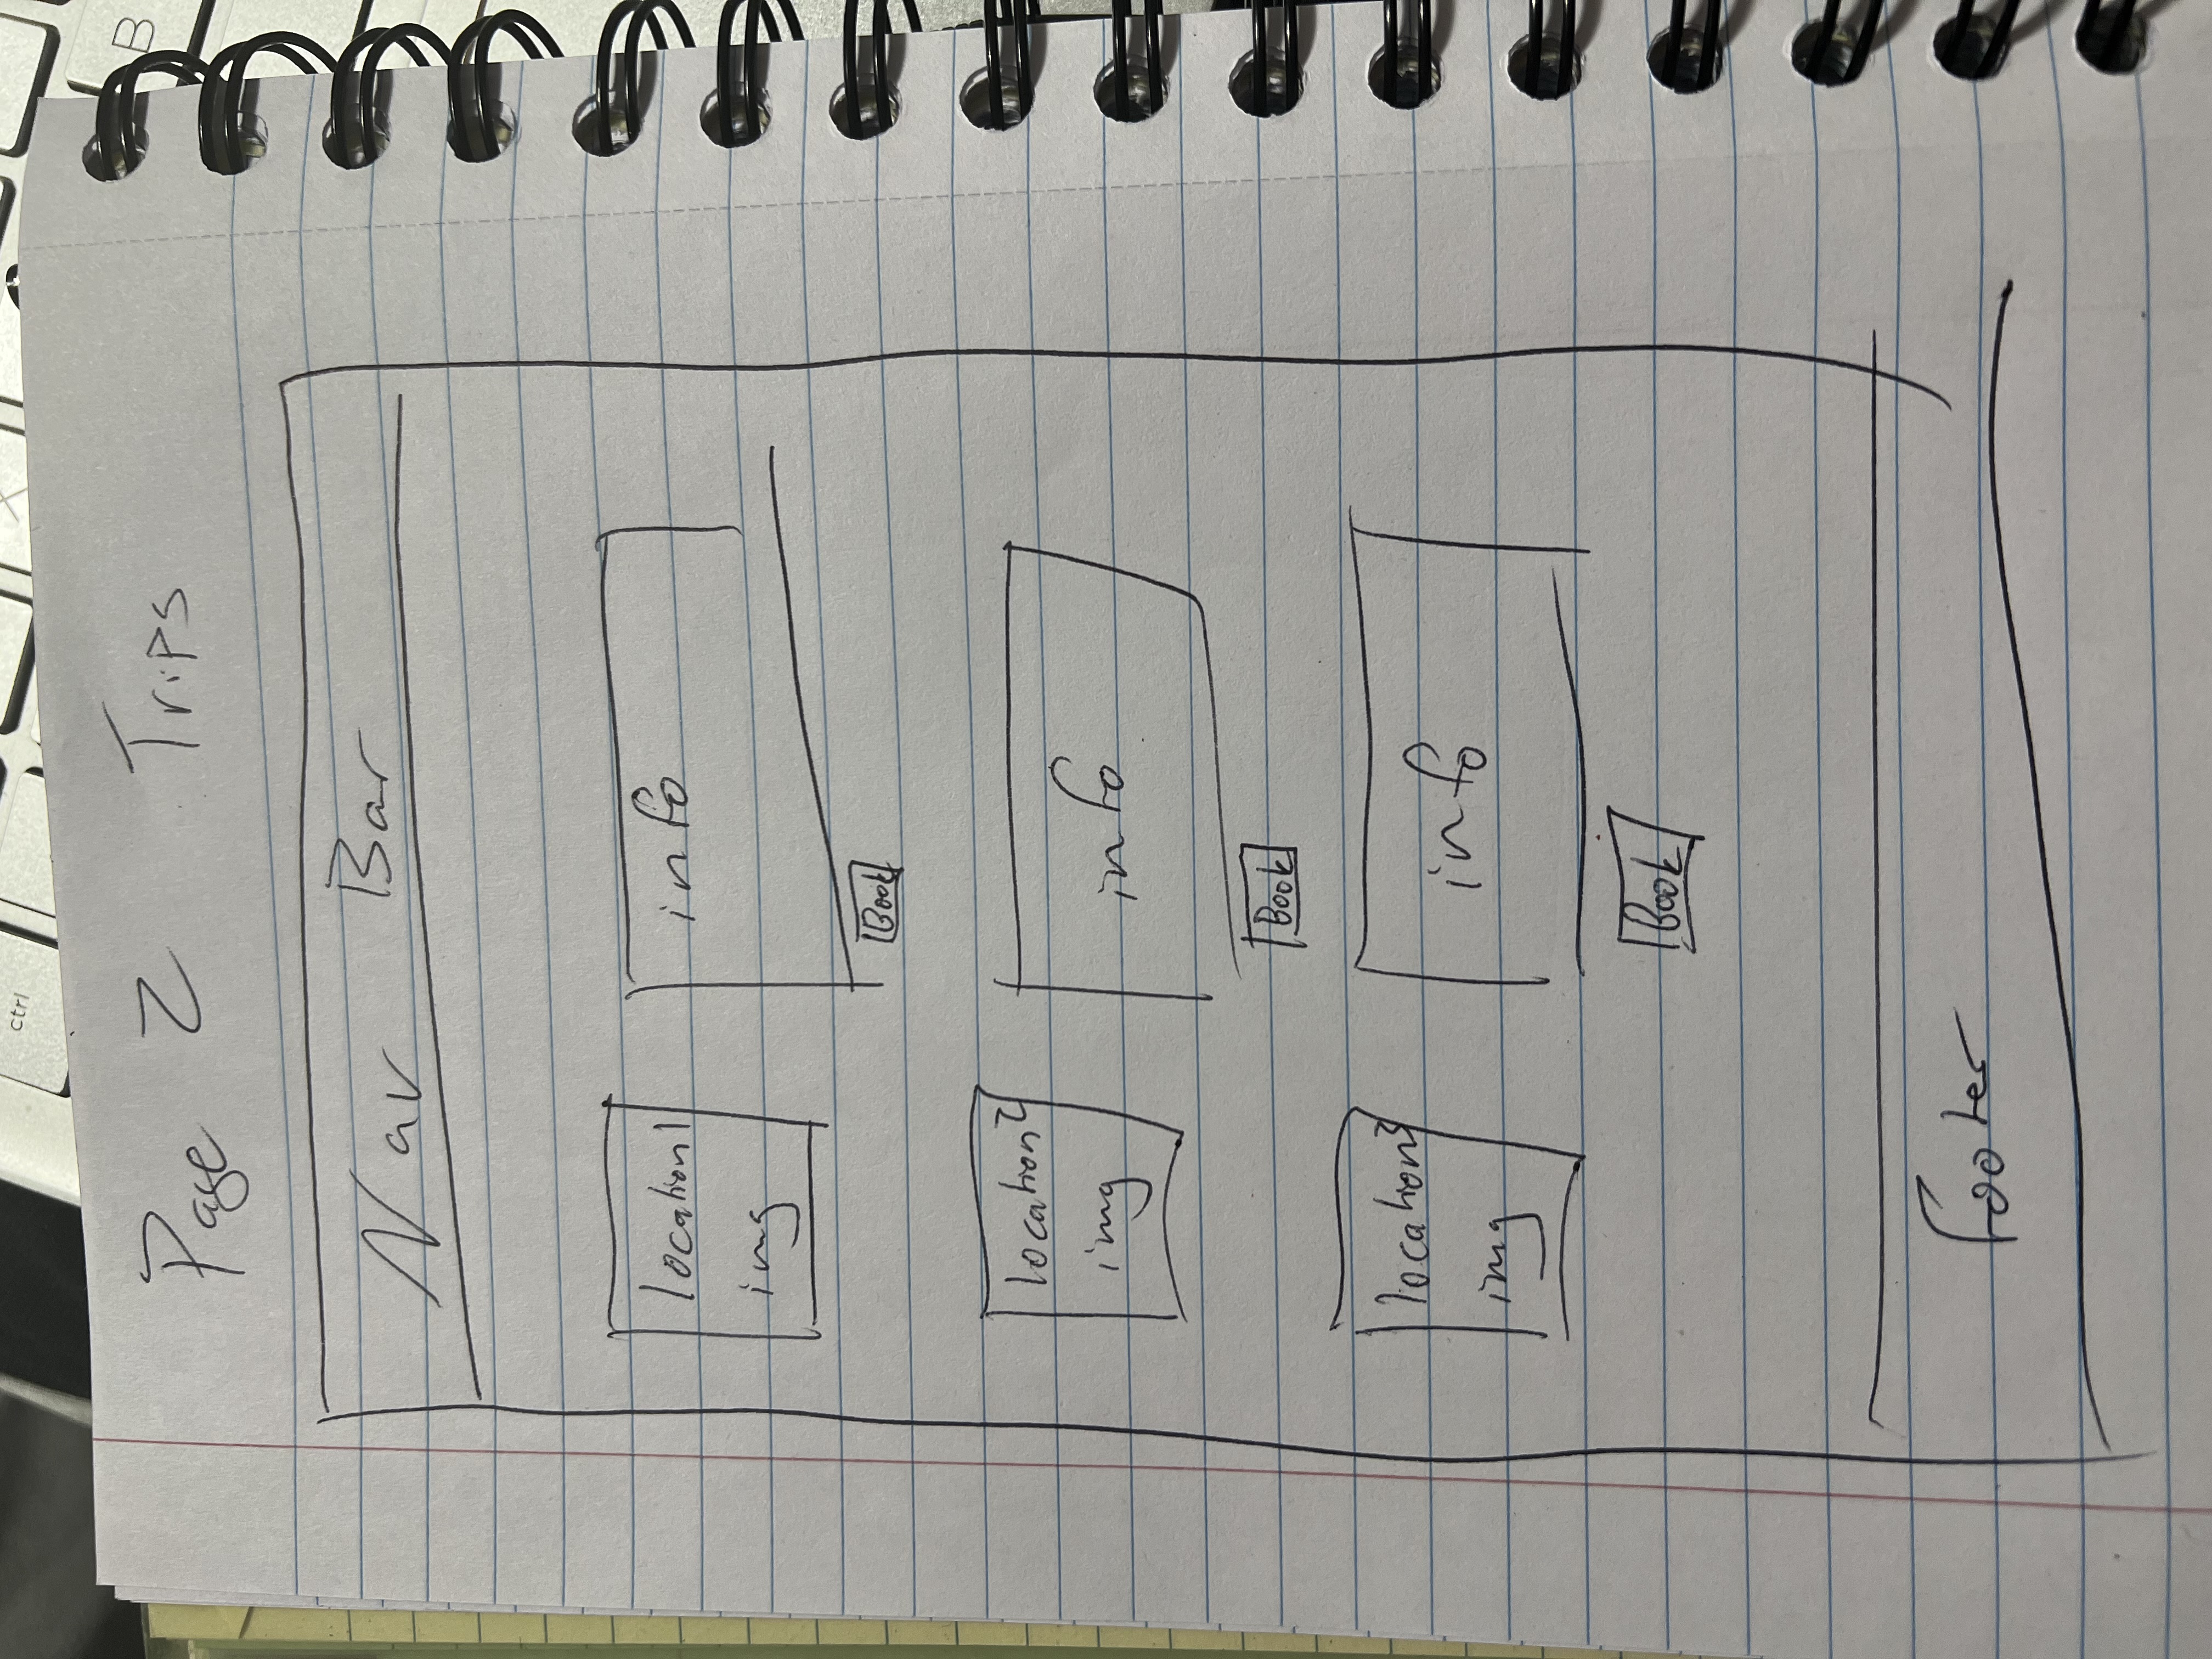 ctrl
B
Page 2 Trips
Nav Bar
location1 info
img
Book
location2
img info
Book
location3
img info
Book
footer